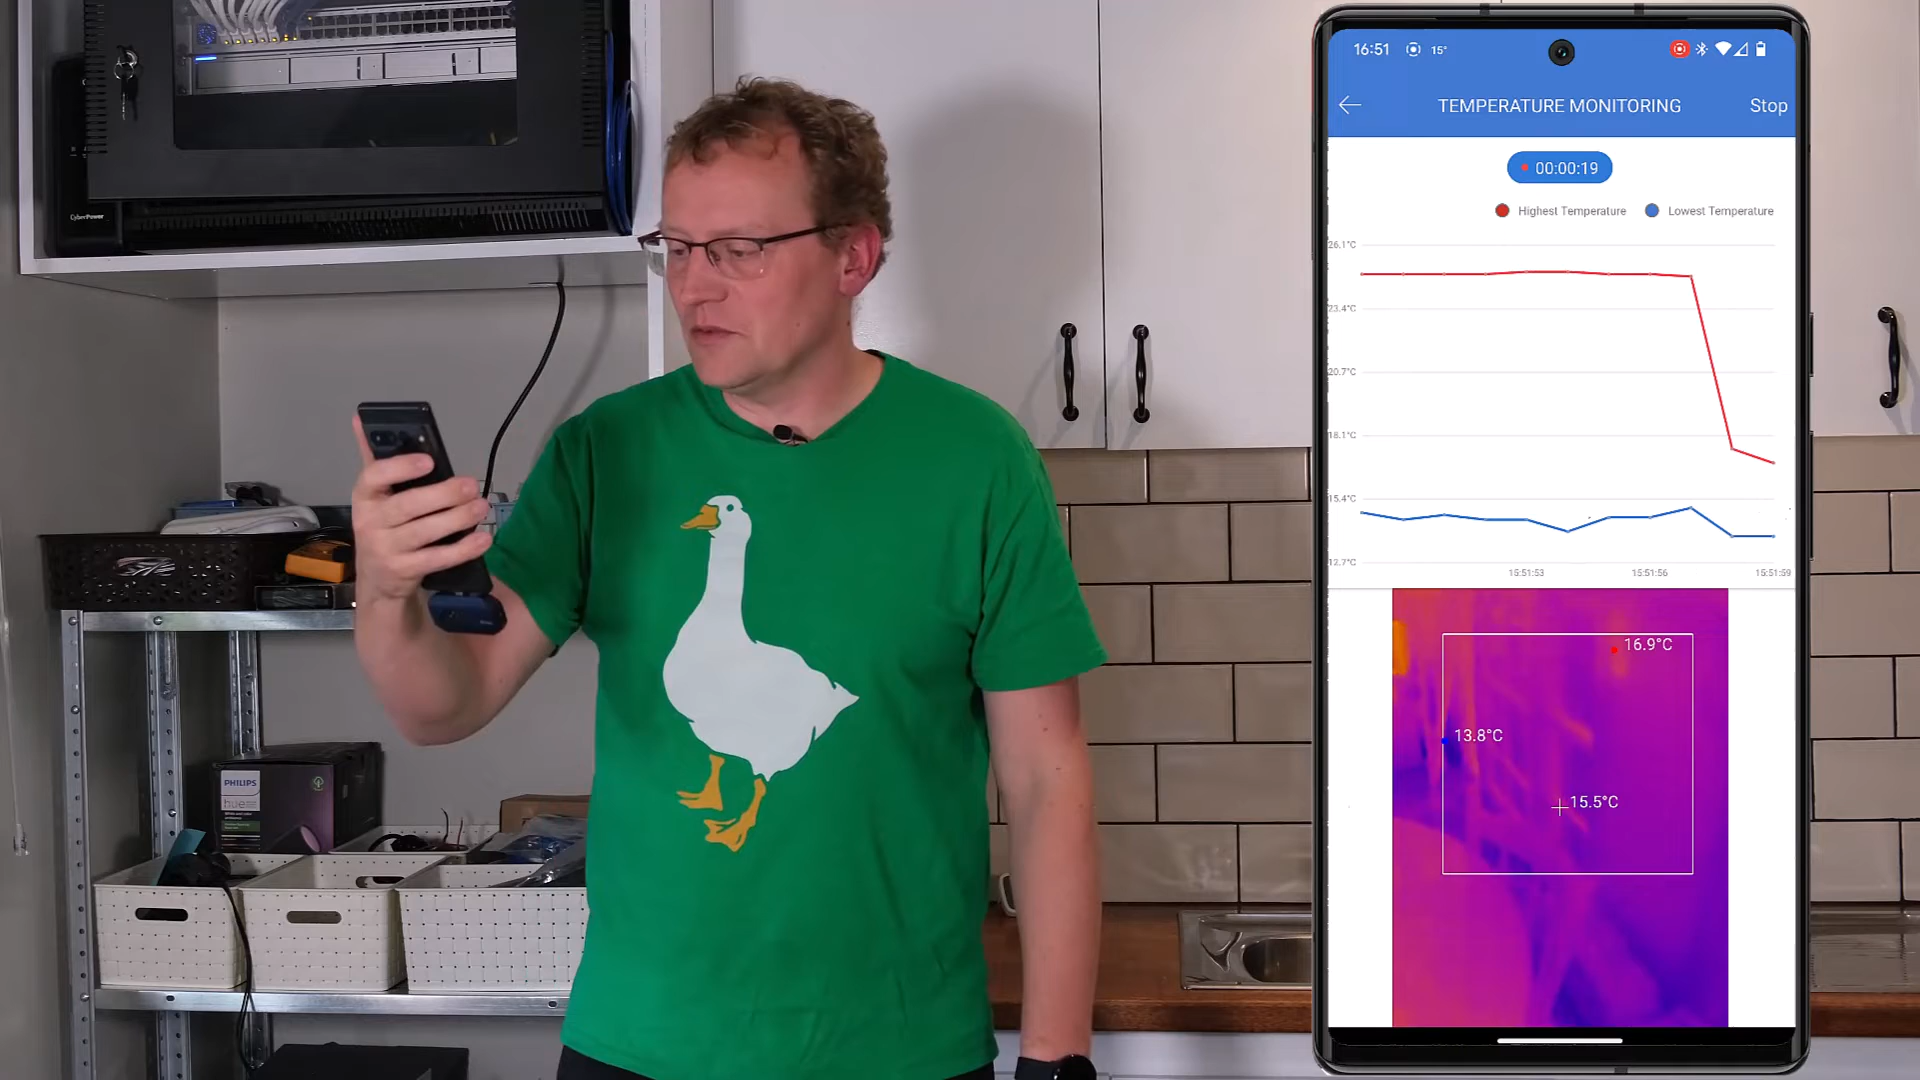 CyberPower
PHILIPS
hue
16:51 15°
TEMPERATURE MONITORING Stop
00:00:19
Highest Temperature Lowest Temperature
26.1°C
23.4°C
20.7°C
18.1°C
15.4°C
12.7°C
15:51:53 15:51:56 15:51:59
16.9°C
13.8°C
15.5°C